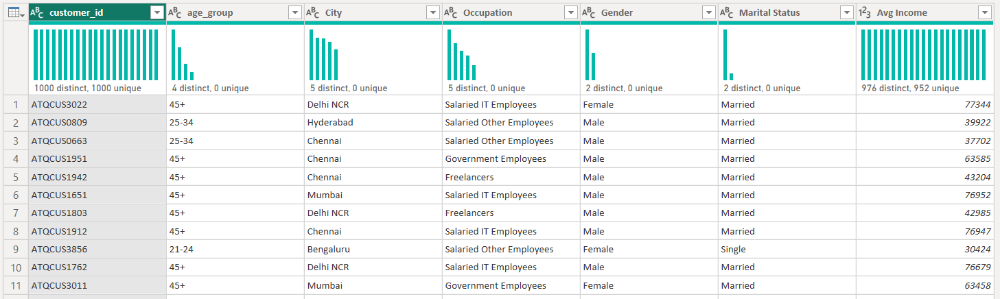 ABC customer_id ABC age_group ABC City ABC Occupation ABC Gender ABC Marital Status 123 Avg Income
1000 distinct, 1000 unique 4 distinct, 0 unique 5 distinct, 0 unique 5 distinct, 0 unique 2 distinct, 0 unique 2 distinct, 0 unique 976 distinct, 952 unique
1 ATQCUS3022 45+ Delhi NCR Salaried IT Employees Female Married 77344
2 ATQCUS0809 25-34 Hyderabad Salaried Other Employees Male Married 39922
3 ATQCUS0663 25-34 Chennai Salaried Other Employees Male Married 37702
4 ATQCUS1951 45+ Chennai Government Employees Male Married 63585
5 ATQCUS1942 45+ Chennai Freelancers Male Married 43204
6 ATQCUS1651 45+ Mumbai Salaried IT Employees Male Married 76952
7 ATQCUS1803 45+ Delhi NCR Freelancers Male Married 42985
8 ATQCUS1912 45+ Chennai Salaried IT Employees Male Married 76947
9 ATQCUS3856 21-24 Bengaluru Salaried Other Employees Female Single 30424
10 ATQCUS1762 45+ Delhi NCR Salaried IT Employees Male Married 76679
11 ATQCUS3011 45+ Mumbai Government Employees Female Married 63458